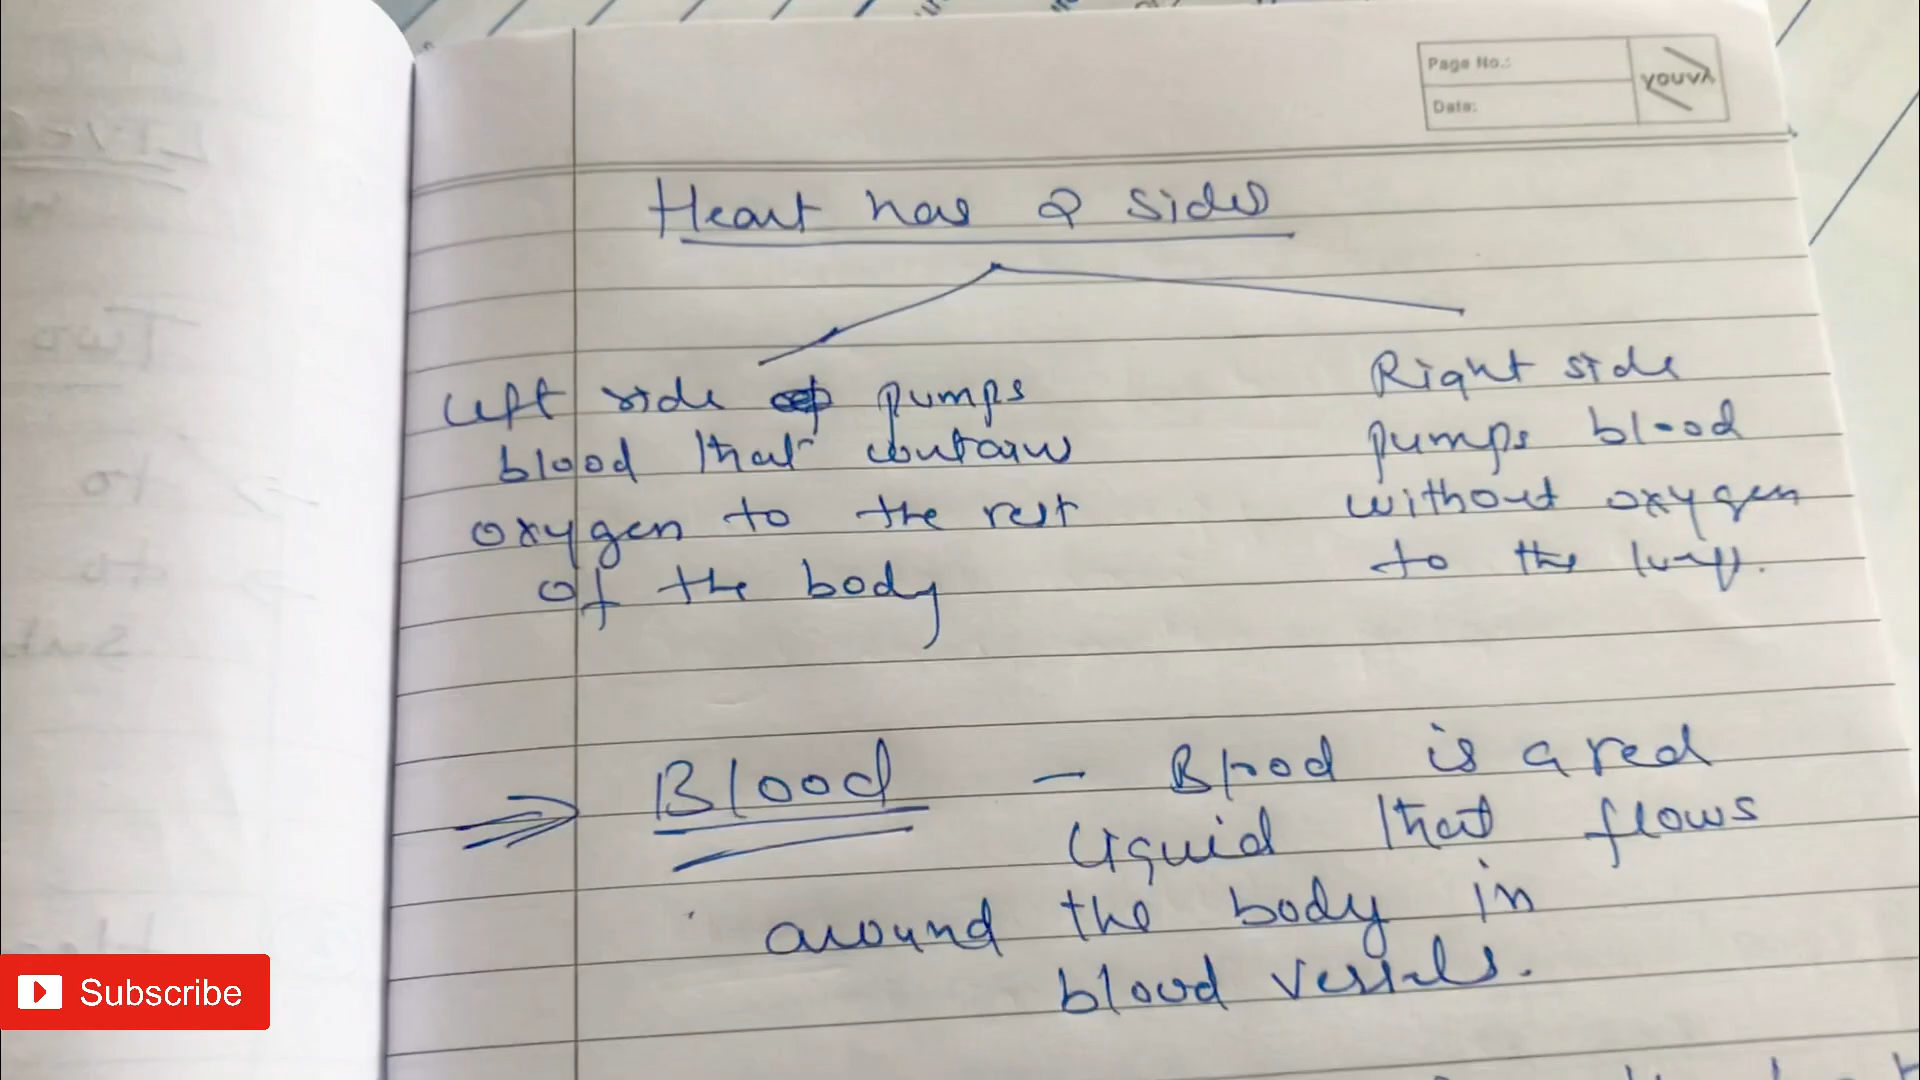 Page No.:
Date:
YOUVA
Heart has 2 sides
Left side pumps
blood that contains
oxygen to the rest
of the body
Right side
pumps blood
without oxygen
to the lungs.
Blood - Blood is a red
liquid that flows
around the body in
blood vessels.
Subscribe